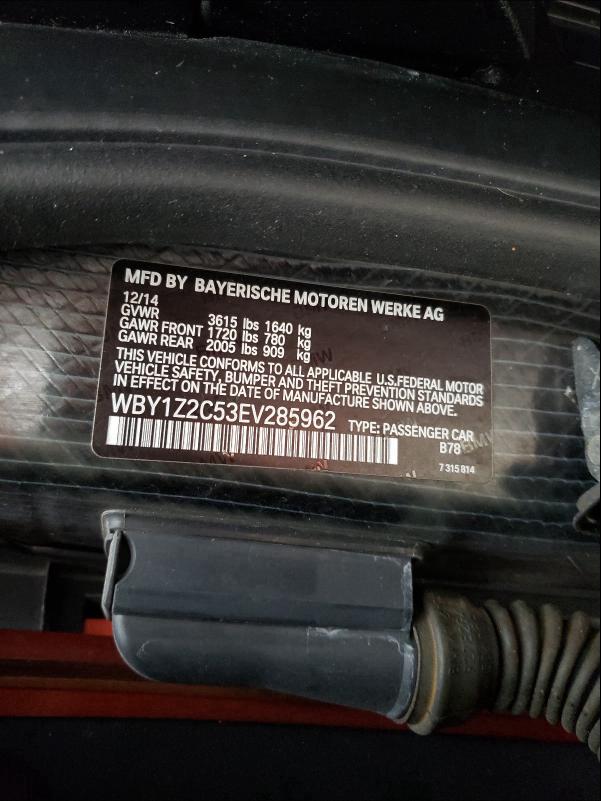 MFD BY BAYERISCHE MOTOREN WERKE AG
12/14
GVWR 3615 lbs 1640 kg
GAWR FRONT 1720 lbs 780 kg
GAWR REAR 2005 lbs 909 kg
THIS VEHICLE CONFORMS TO ALL APPLICABLE U.S.FEDERAL MOTOR
VEHICLE SAFETY, BUMPER AND THEFT PREVENTION STANDARDS
IN EFFECT ON THE DATE OF MANUFACTURE SHOWN ABOVE.
WBY1Z2C53EV285962 TYPE: PASSENGER CAR
B78
7 315 814